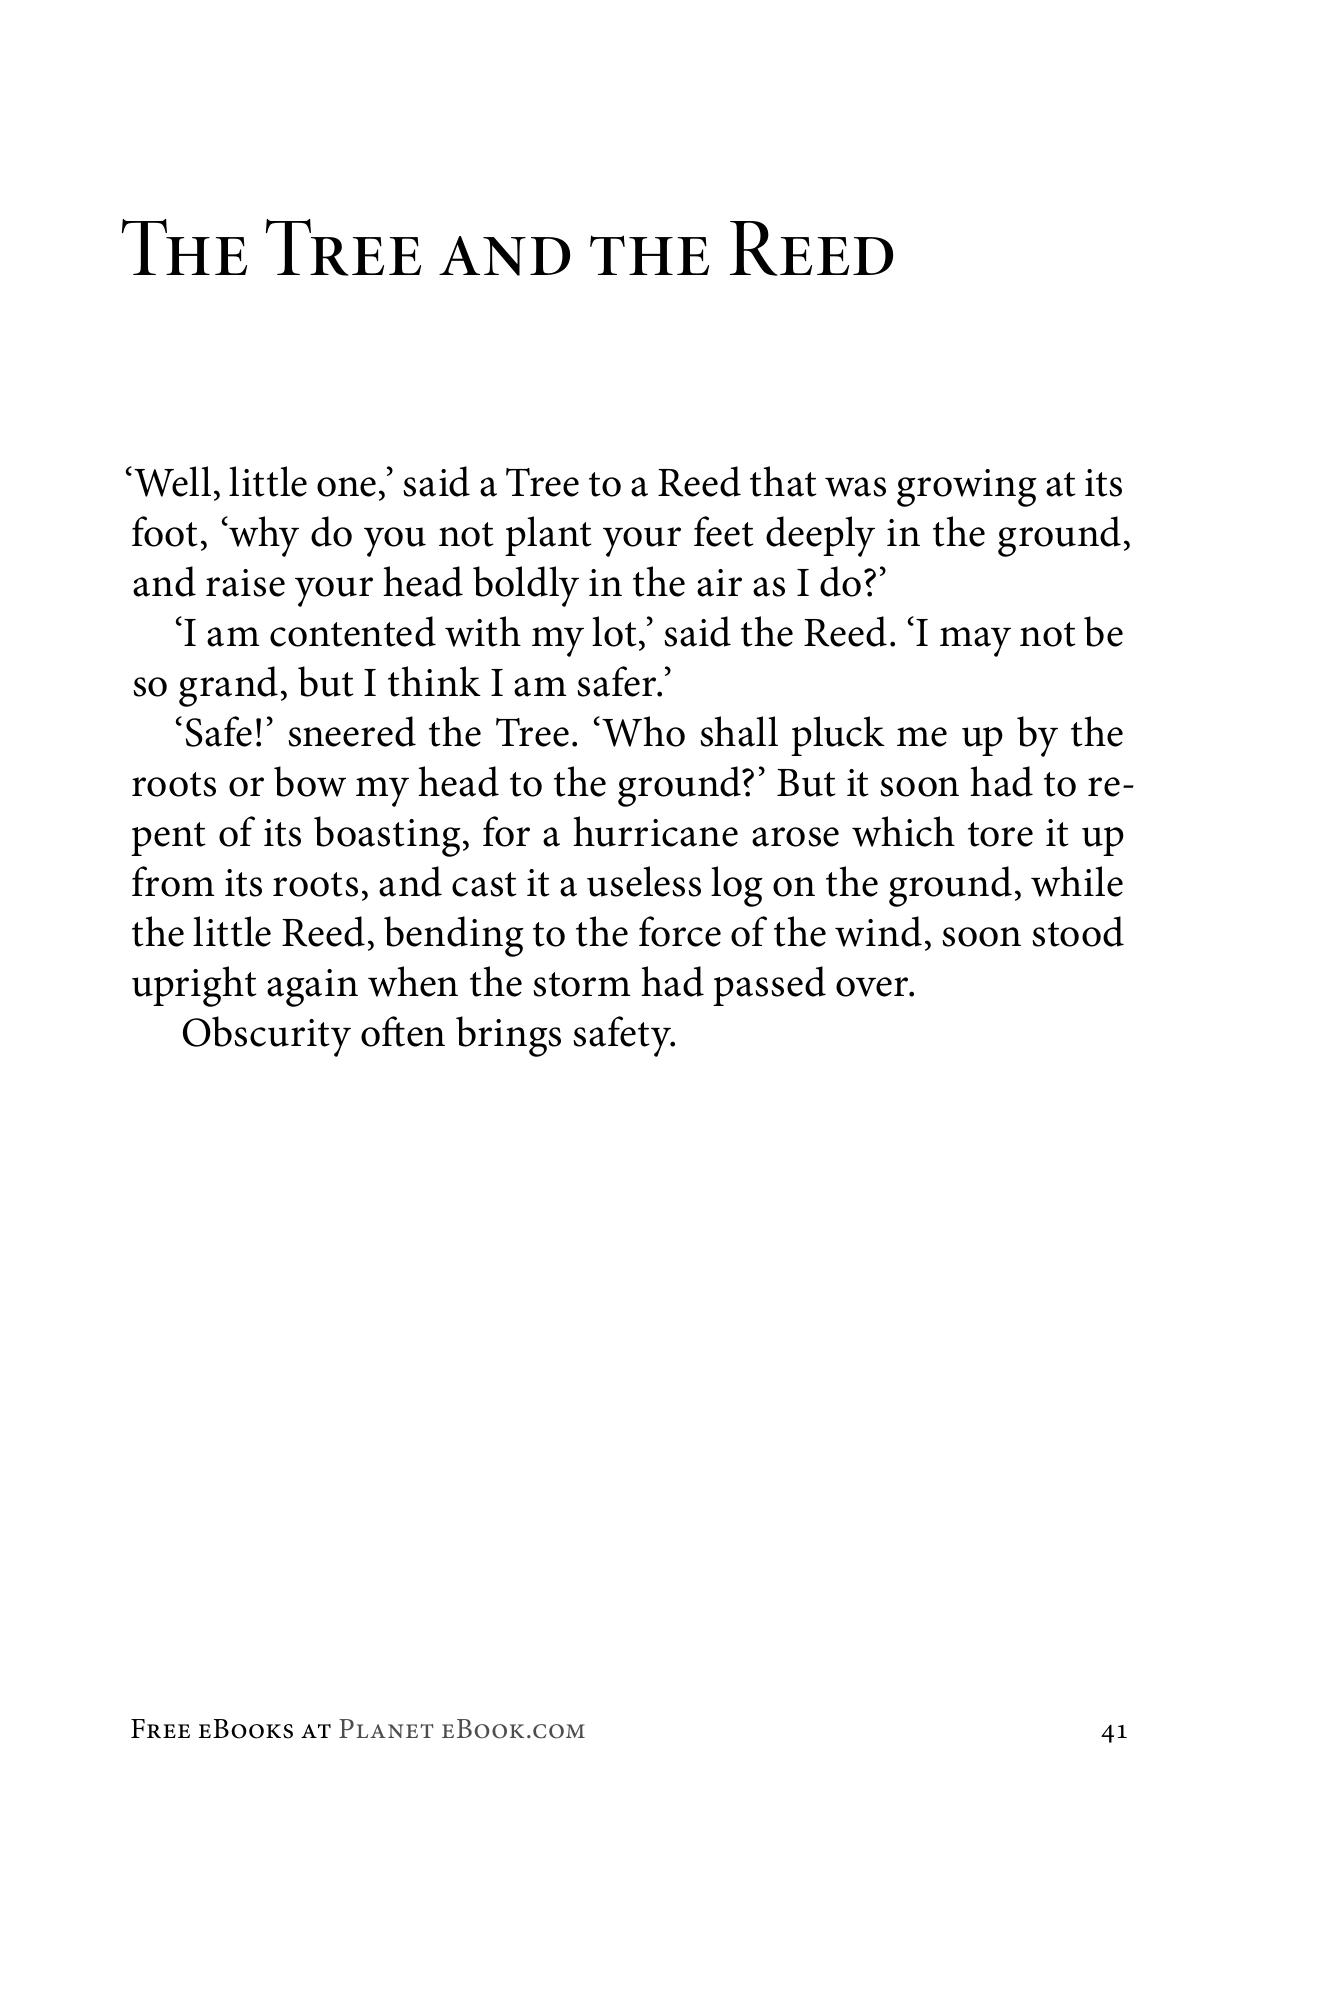 The Tree and the Reed
‘Well, little one,’ said a Tree to a Reed that was growing at its
foot, ‘why do you not plant your feet deeply in the ground,
and raise your head boldly in the air as I do?’
‘I am contented with my lot,’ said the Reed. ‘I may not be
so grand, but I think I am safer.’
‘Safe!’ sneered the Tree. ‘Who shall pluck me up by the
roots or bow my head to the ground?’ But it soon had to re-
pent of its boasting, for a hurricane arose which tore it up
from its roots, and cast it a useless log on the ground, while
the little Reed, bending to the force of the wind, soon stood
upright again when the storm had passed over.
Obscurity often brings safety.
Free eBooks at Planet eBook.com 41